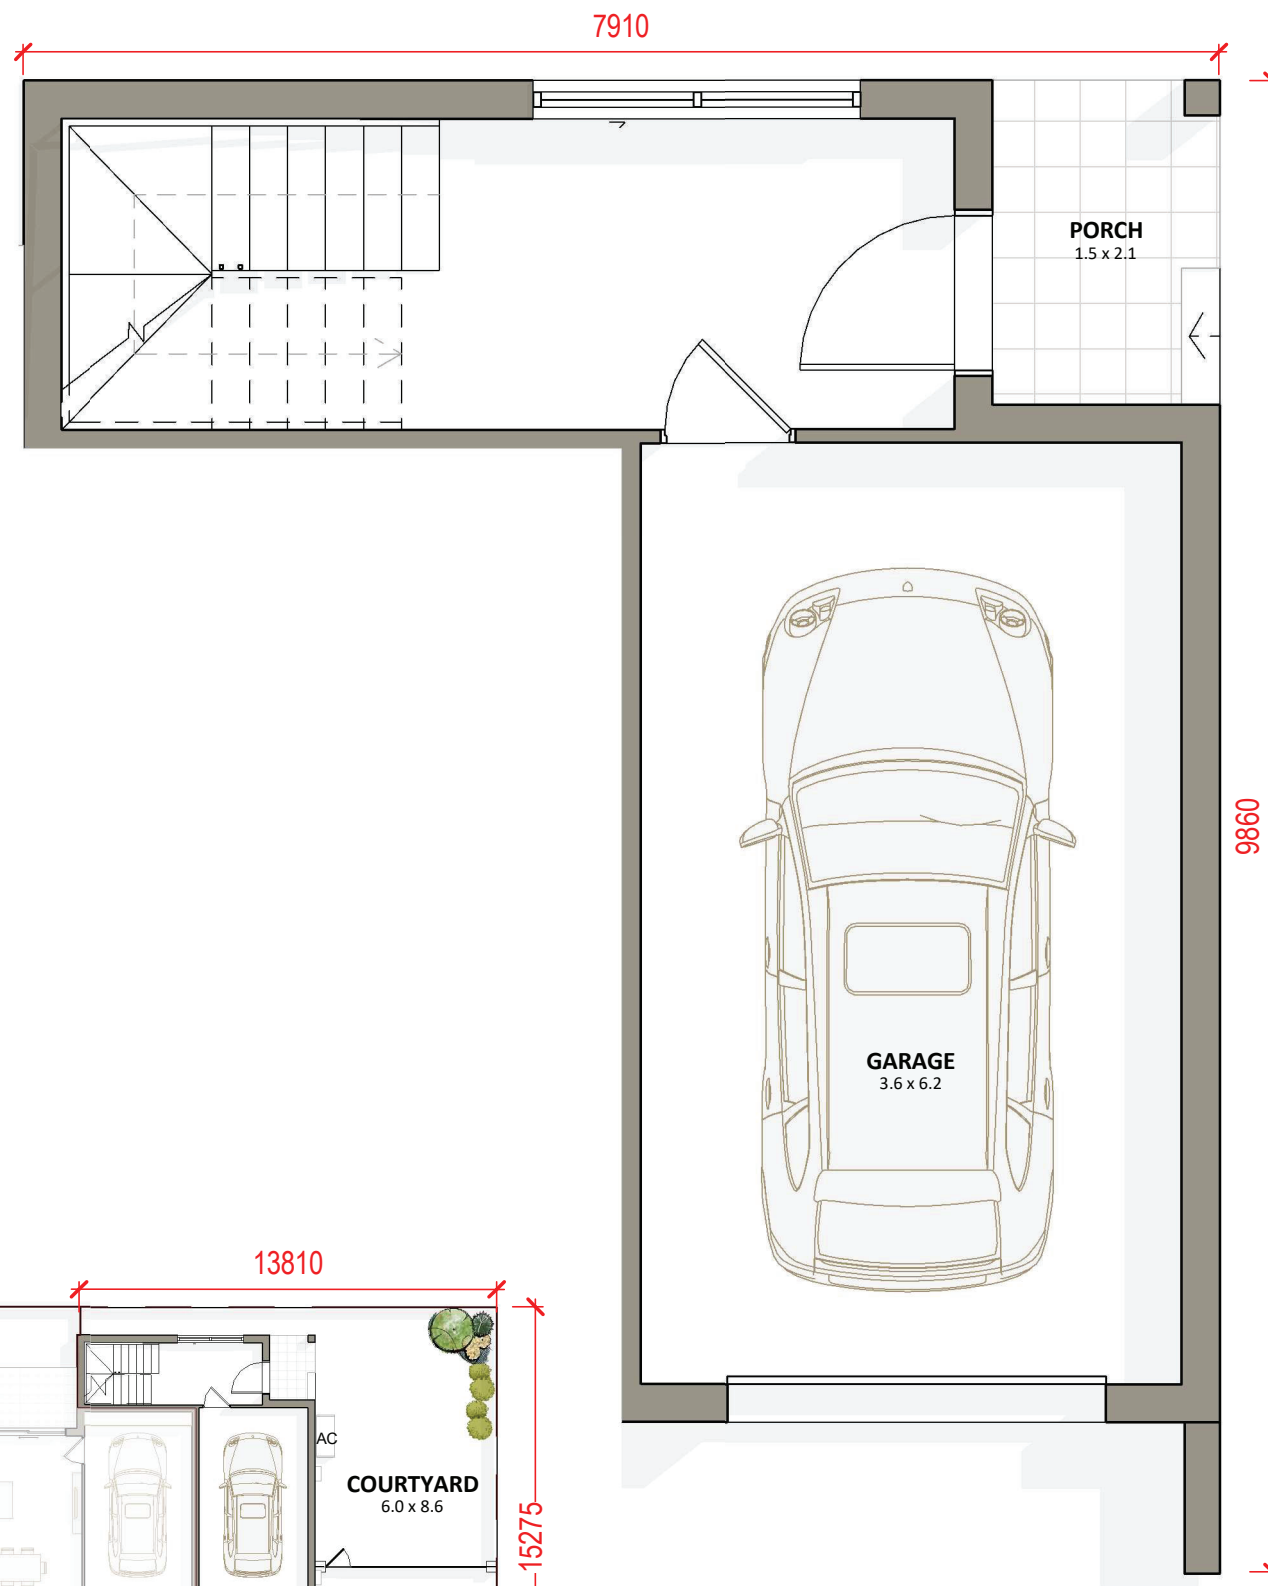 7910
PORCH
1.5 x 2.1
9860
GARAGE
3.6 x 6.2
13810
AC
COURTYARD
6.0 x 8.6
15275